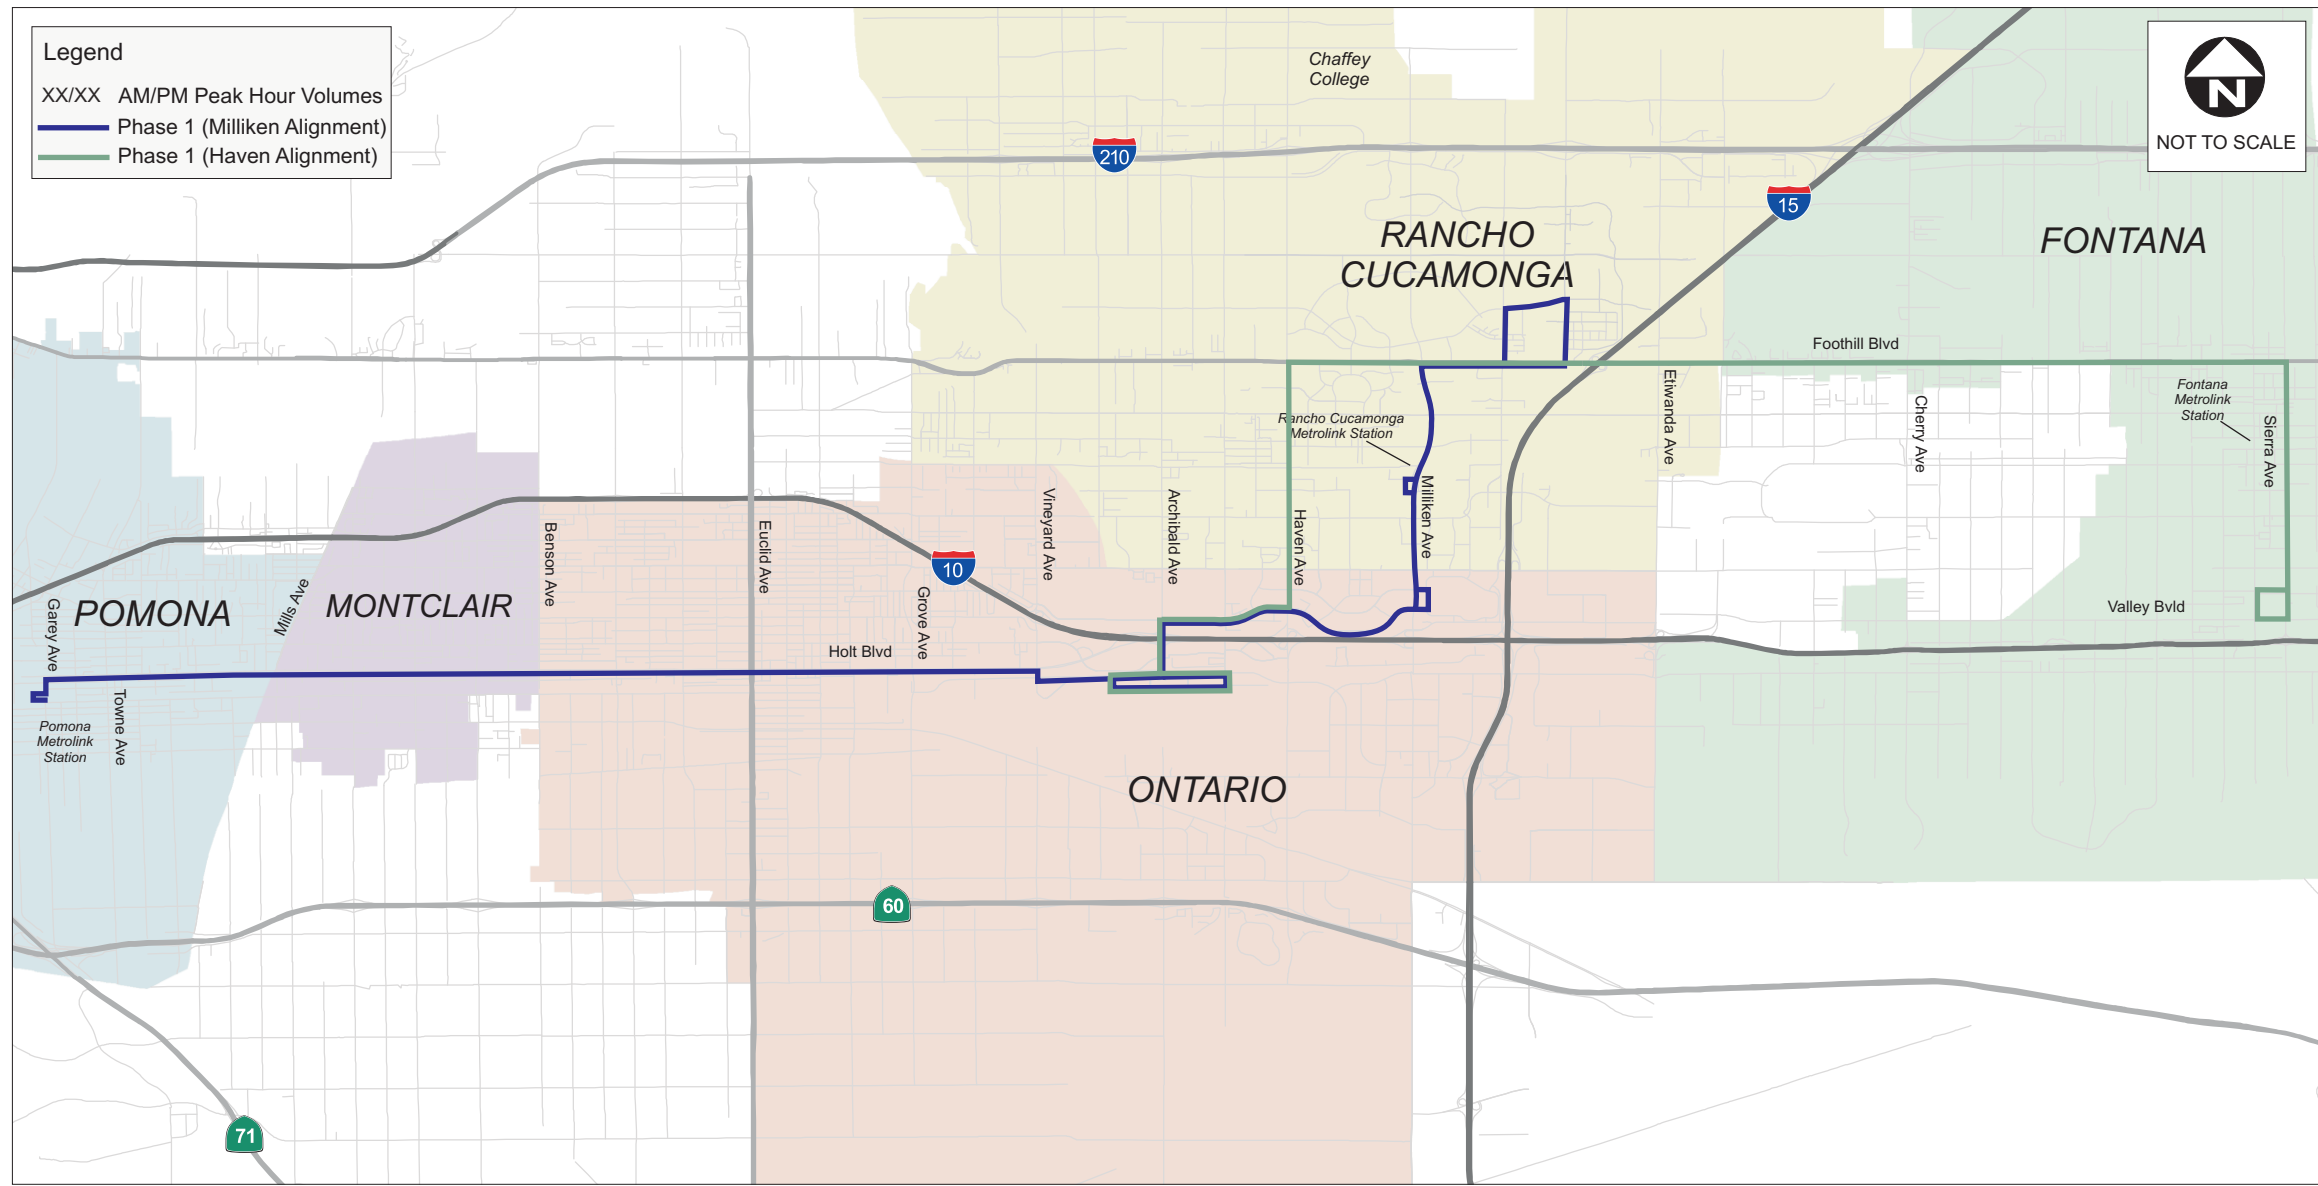 Legend
XX/XX AM/PM Peak Hour Volumes
Phase 1 (Milliken Alignment)
Phase 1 (Haven Alignment)
N
NOT TO SCALE
Chaffey
College
210
15
RANCHO
CUCAMONGA
FONTANA
Foothill Blvd
Rancho Cucamonga
Metrolink Station
Fontana
Metrolink
Station
Etiwanda Ave
Cherry Ave
Sierra Ave
Benson Ave
Euclid Ave
10
Grove Ave
Vineyard Ave
Archibald Ave
Haven Ave
Milliken Ave
Garey Ave
POMONA
Mills Ave
MONTCLAIR
Valley Bvld
Holt Blvd
Towne Ave
Pomona
Metrolink
Station
ONTARIO
60
71